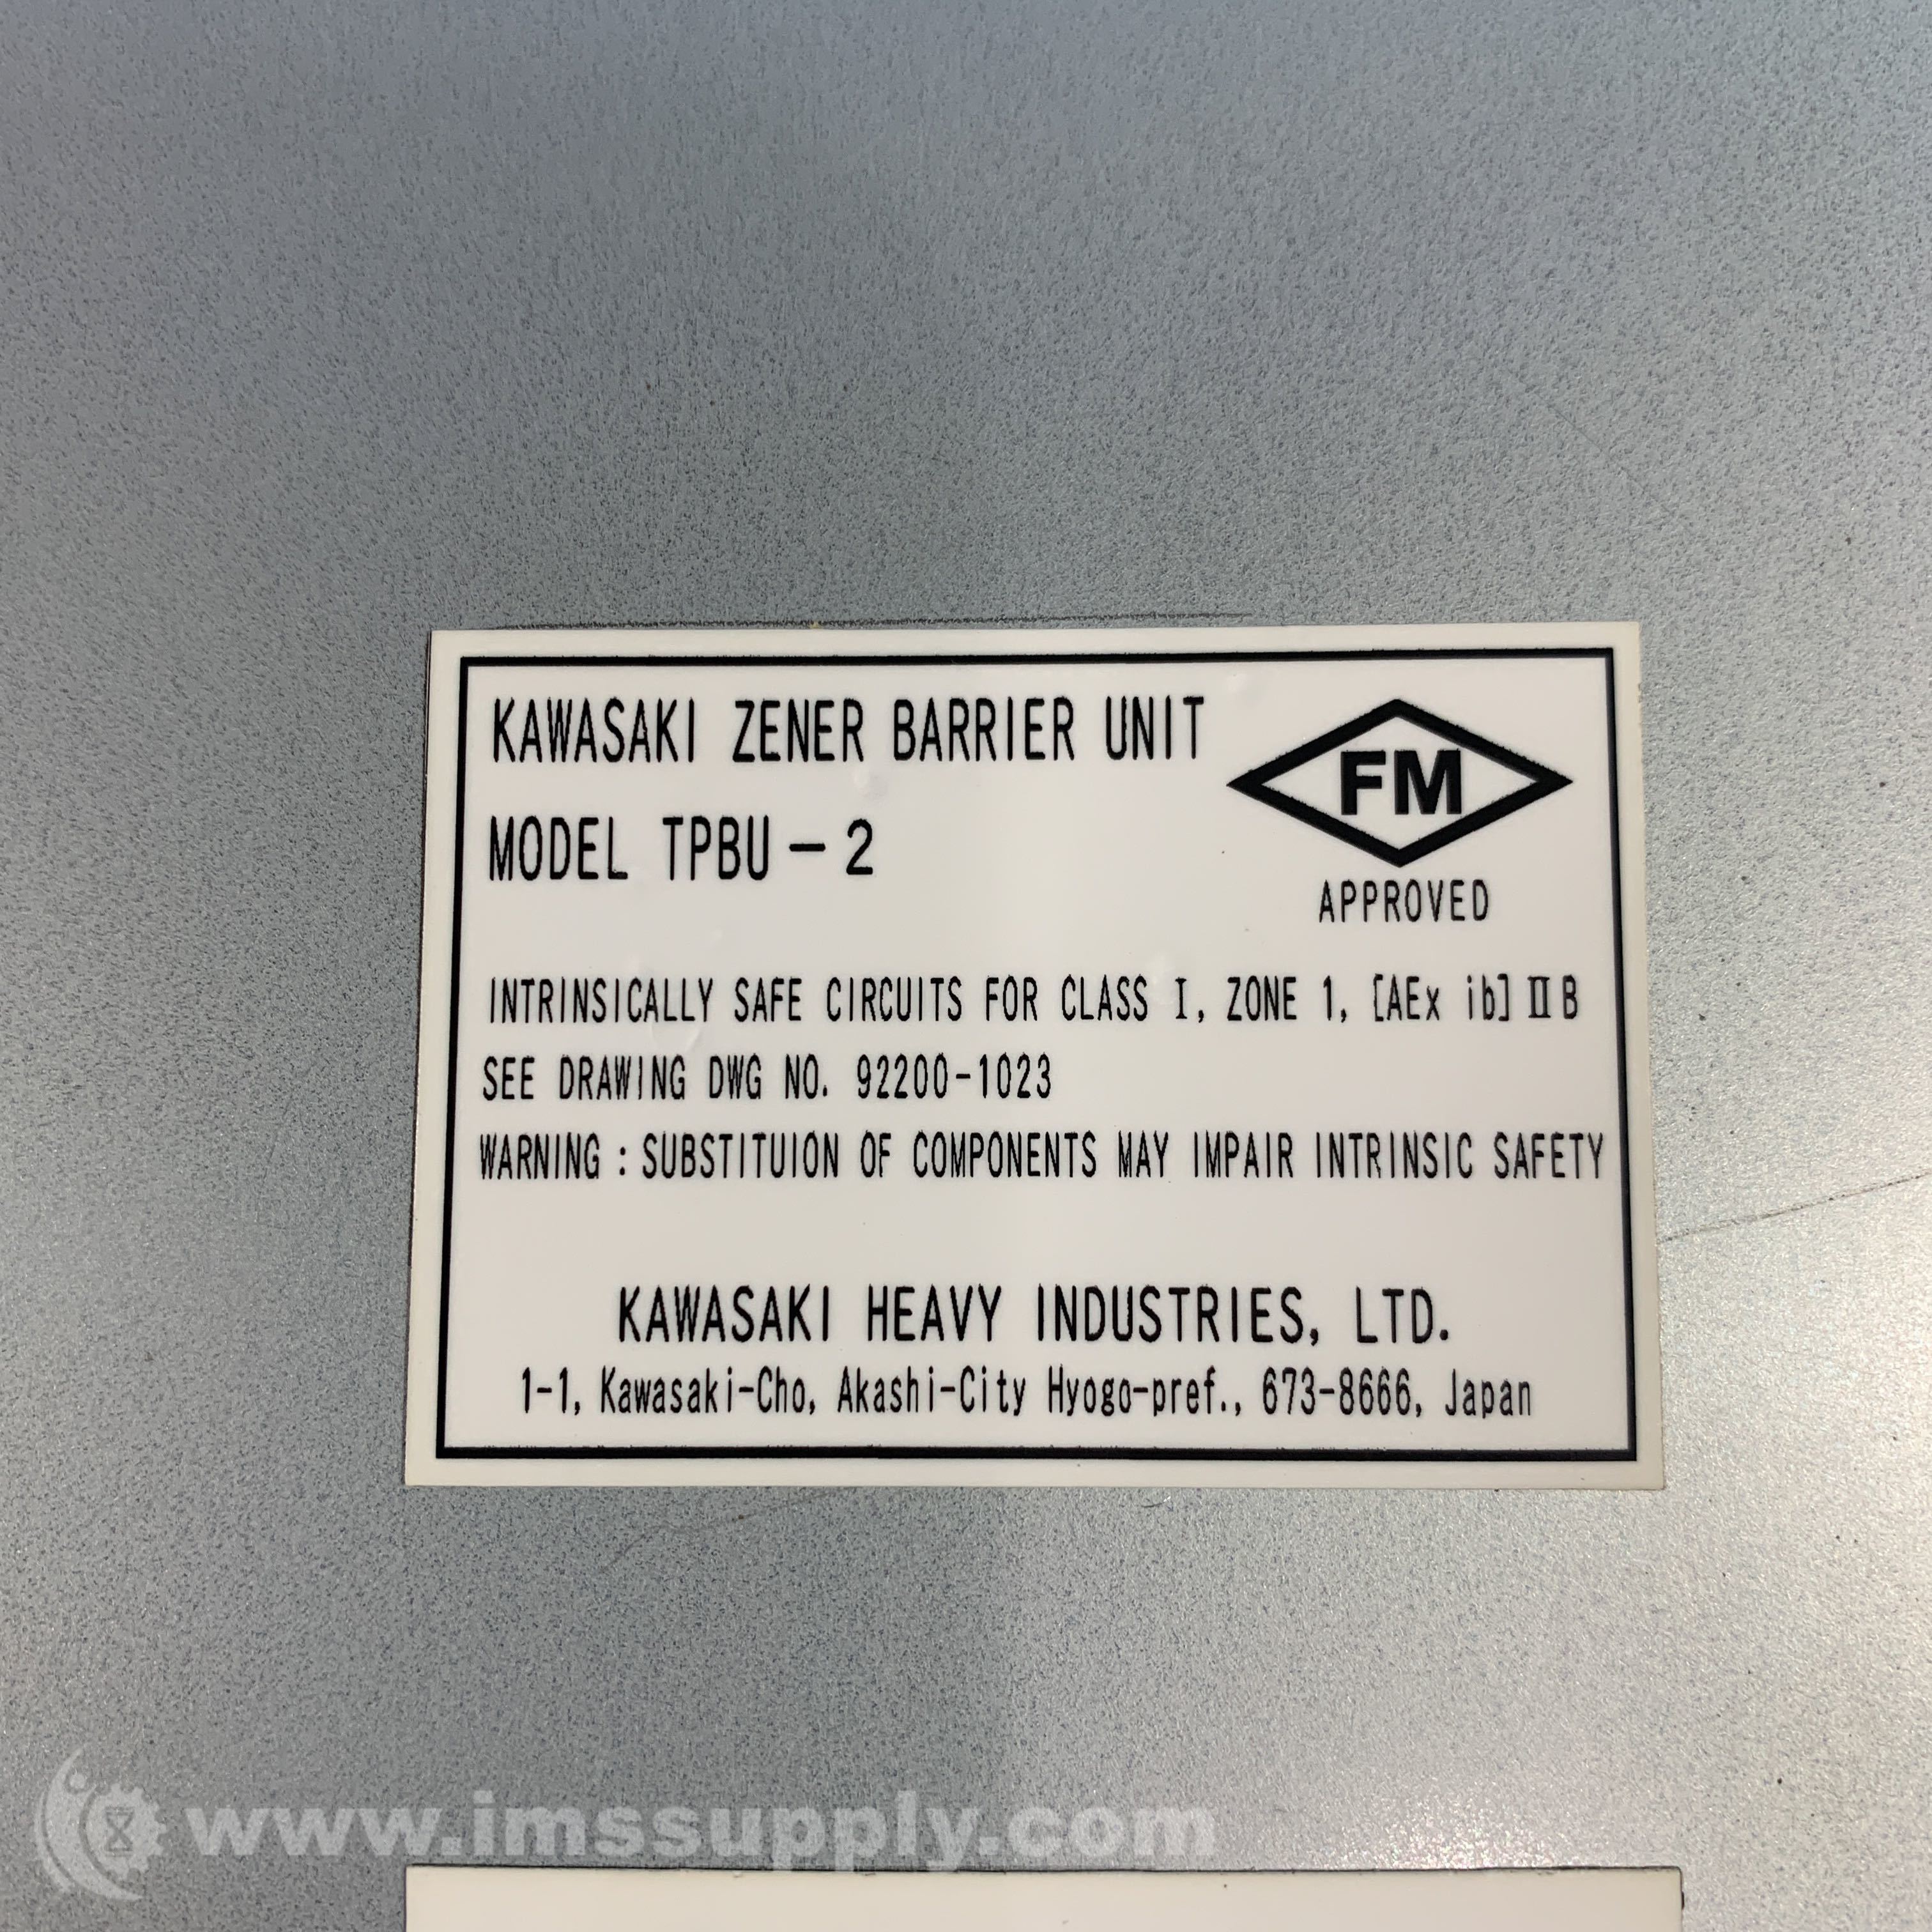 KAWASAKI ZENER BARRIER UNIT
MODEL TPBU-2
FM
APPROVED
INTRINSICALLY SAFE CIRCUITS FOR CLASS I, ZONE 1, [AEx ib] II B
SEE DRAWING DWG NO. 92200-1023
WARNING : SUBSTITUION OF COMPONENTS MAY IMPAIR INTRINSIC SAFETY
KAWASAKI HEAVY INDUSTRIES, LTD.
1-1, Kawasaki-Cho, Akashi-City Hyogo-pref., 673-8666, Japan
www.imssupply.com